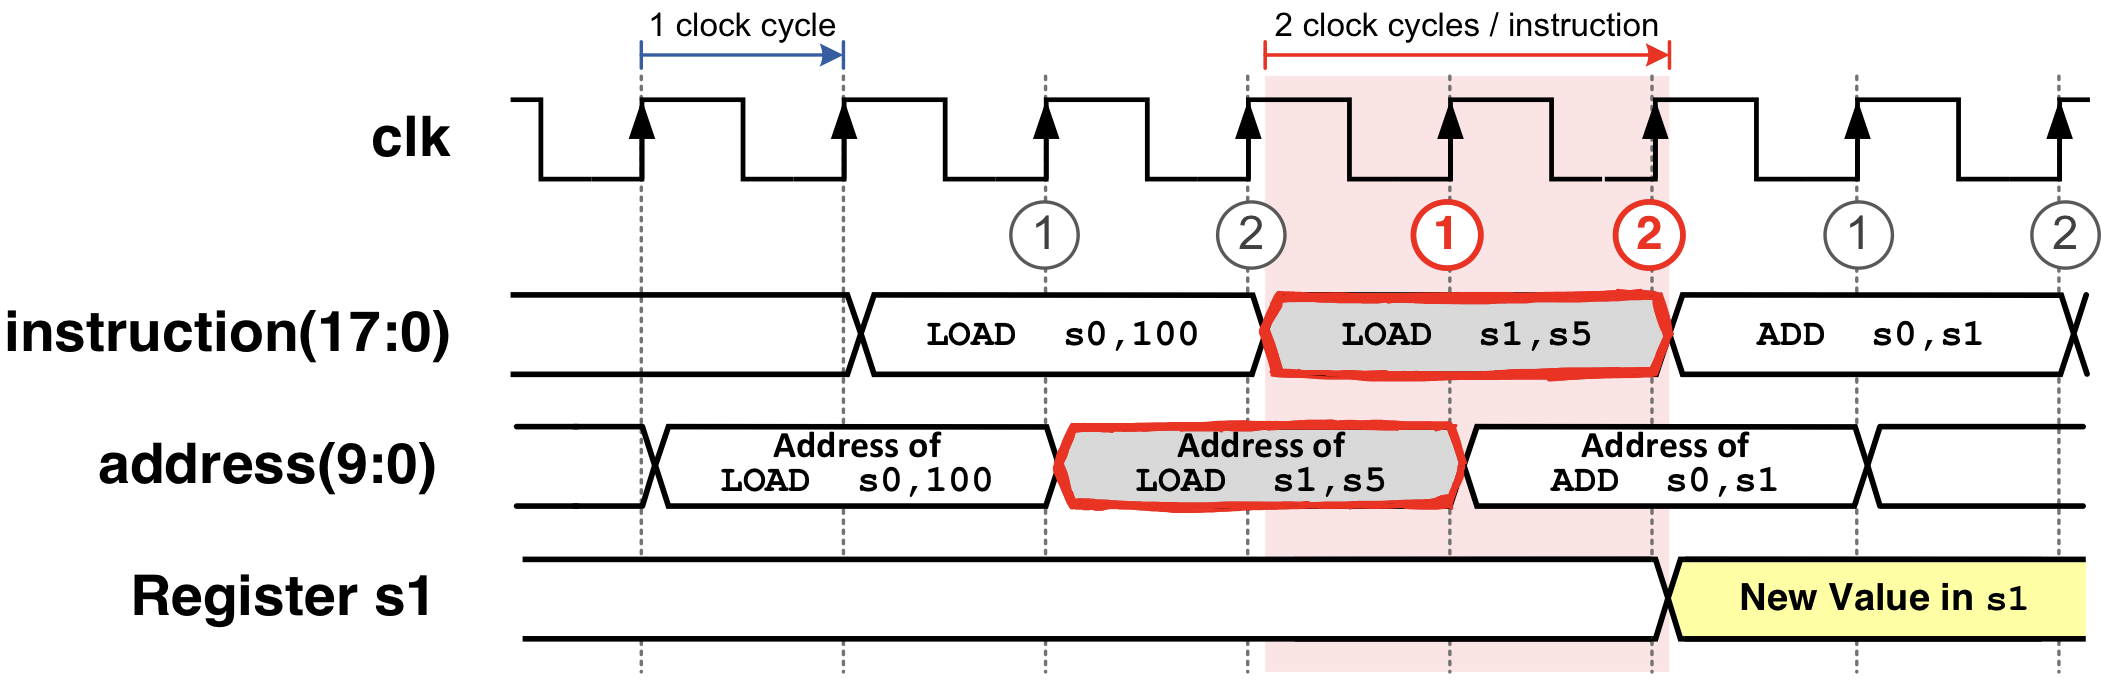 1 clock cycle
2 clock cycles / instruction
clk
1 2 1 2 1 2
instruction(17:0)
LOAD s0,100
LOAD s1,s5
ADD s0,s1
address(9:0)
Address of
LOAD s0,100
Address of
LOAD s1,s5
Address of
ADD s0,s1
Register s1
New Value in s1